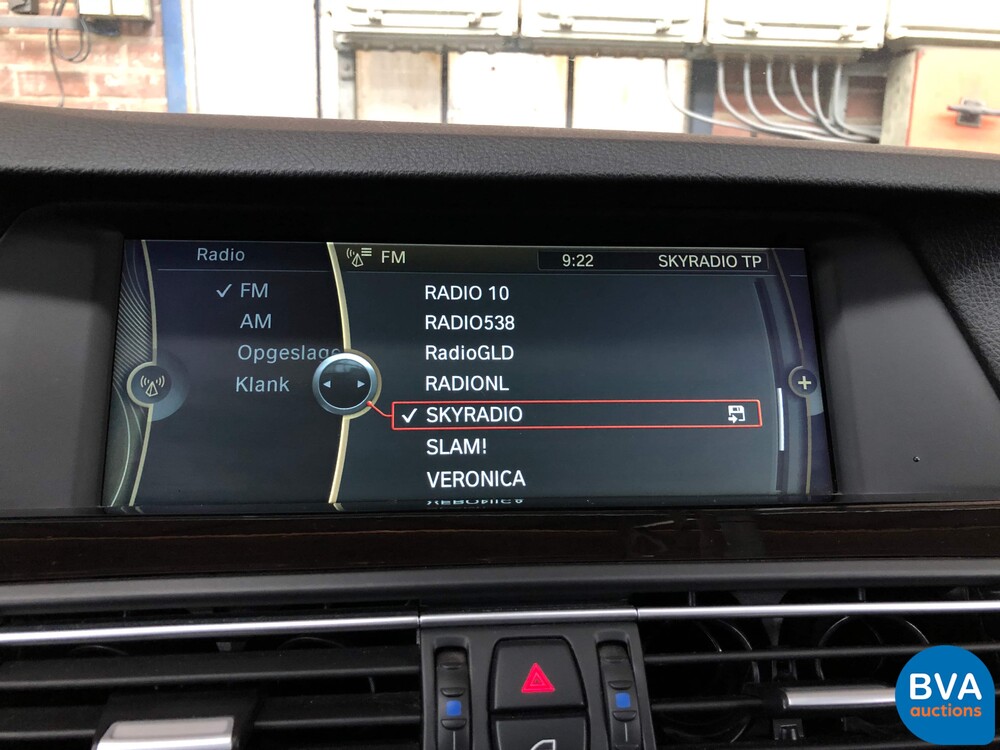 Radio
FM
9:22
SKYRADIO TP
FM
AM
Opgeslage
Klank
RADIO 10
RADIO538
RadioGLD
RADIONL
SKYRADIO
SLAM!
VERONICA
BVA
auctions